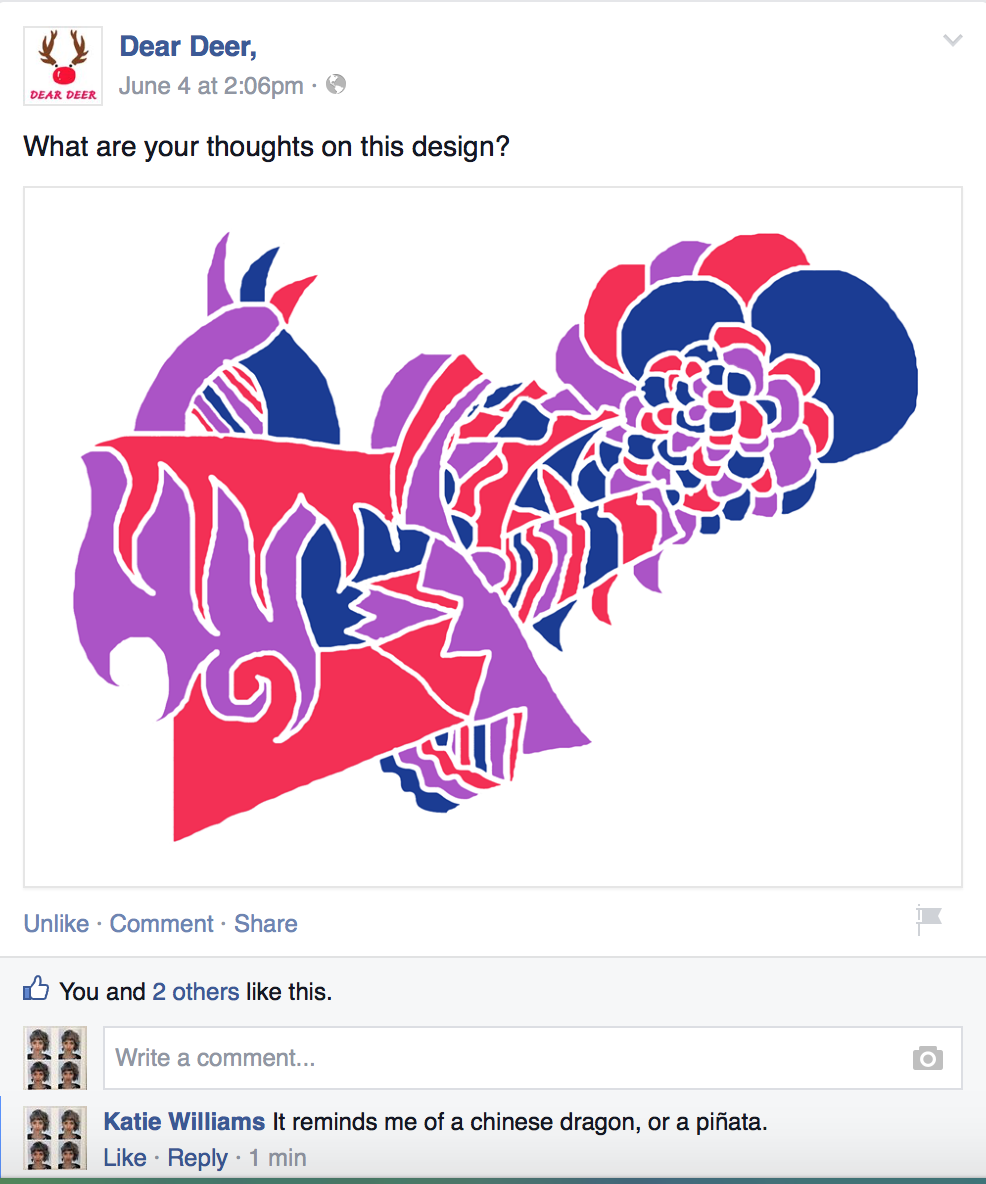 DEAR DEER
Dear Deer,
June 4 at 2:06pm ·
What are your thoughts on this design?
Unlike · Comment · Share
You and 2 others like this.
Write a comment...
Katie Williams It reminds me of a chinese dragon, or a piñata.
Like · Reply · 1 min